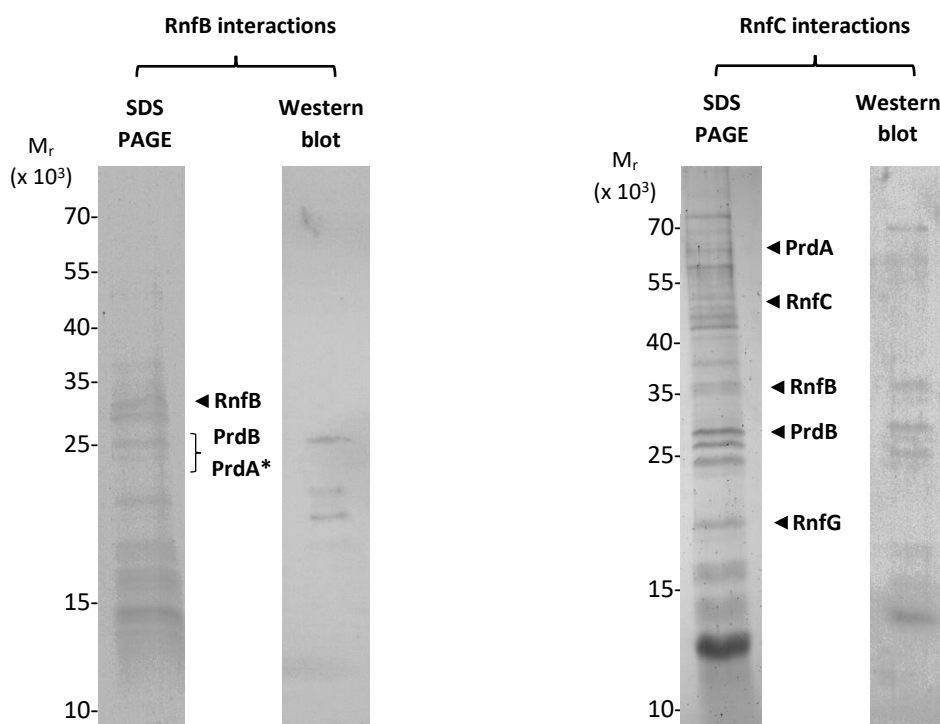 RnfB interactions
SDS
PAGE
Western
blot
Mr
(x 10³)
70-
55-
40-
35-
25-
15-
10-
RnfB
PrdB
PrdA*
RnfC interactions
SDS
PAGE
Western
blot
Mr
(x 10³)
70-
55-
40-
35-
25-
15-
10-
PrdA
RnfC
RnfB
PrdB
RnfG